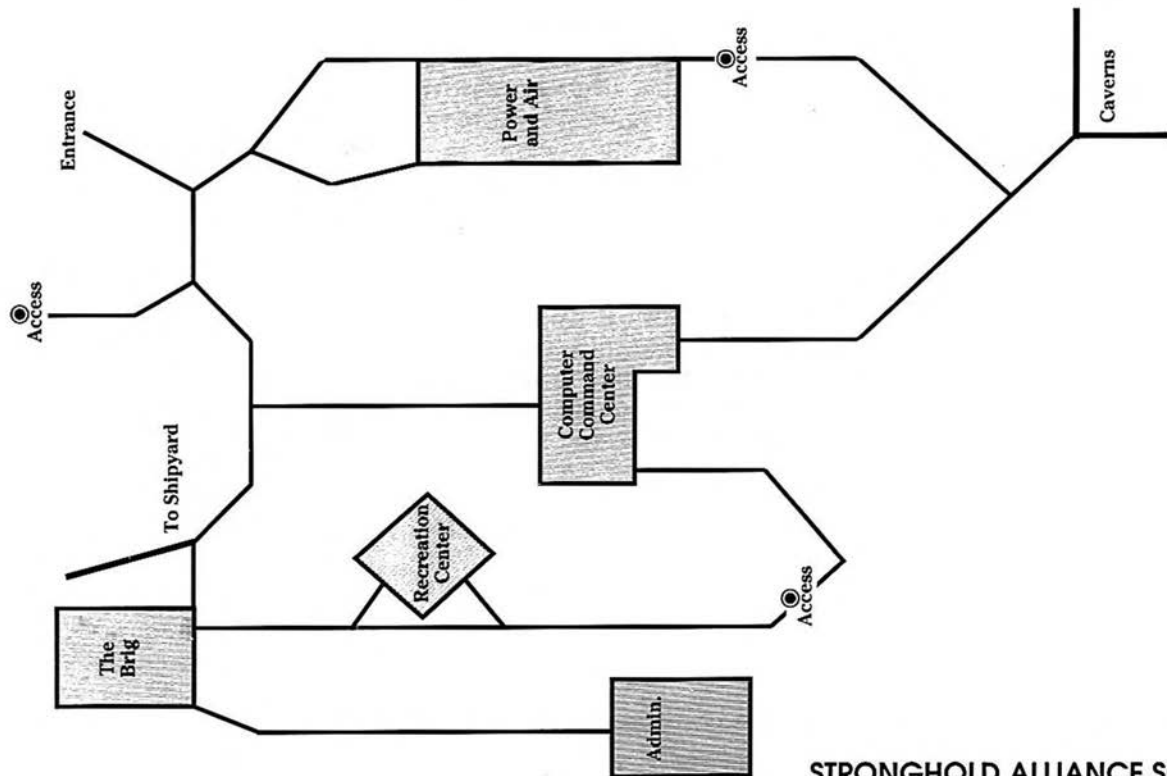 Entrance
Access
To Shipyard
The
Brig
Power
and Air
Access
Computer
Command
Center
Recreation
Center
Access
Admin.
Caverns
STRONGHOLD ALLIANCE S